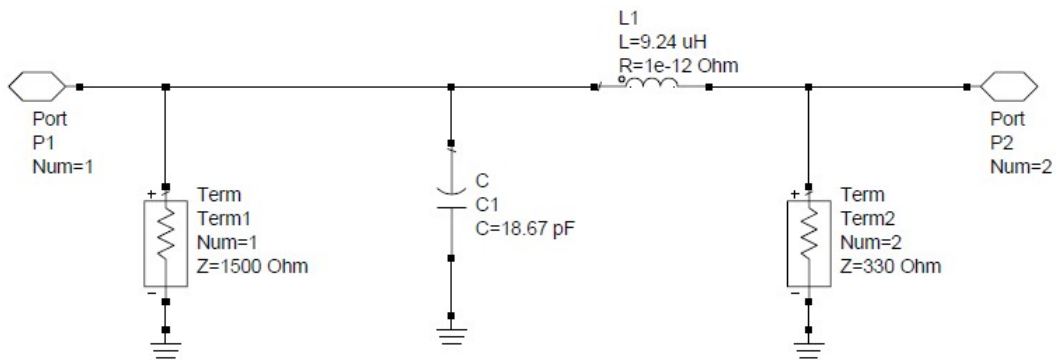 L1
L=9.24 uH
R=1e-12 Ohm
Port
P1
Num=1
+
Term
Term1
Num=1
Z=1500 Ohm
−
C
C1
C=18.67 pF
+
Term
Term2
Num=2
Z=330 Ohm
−
Port
P2
Num=2